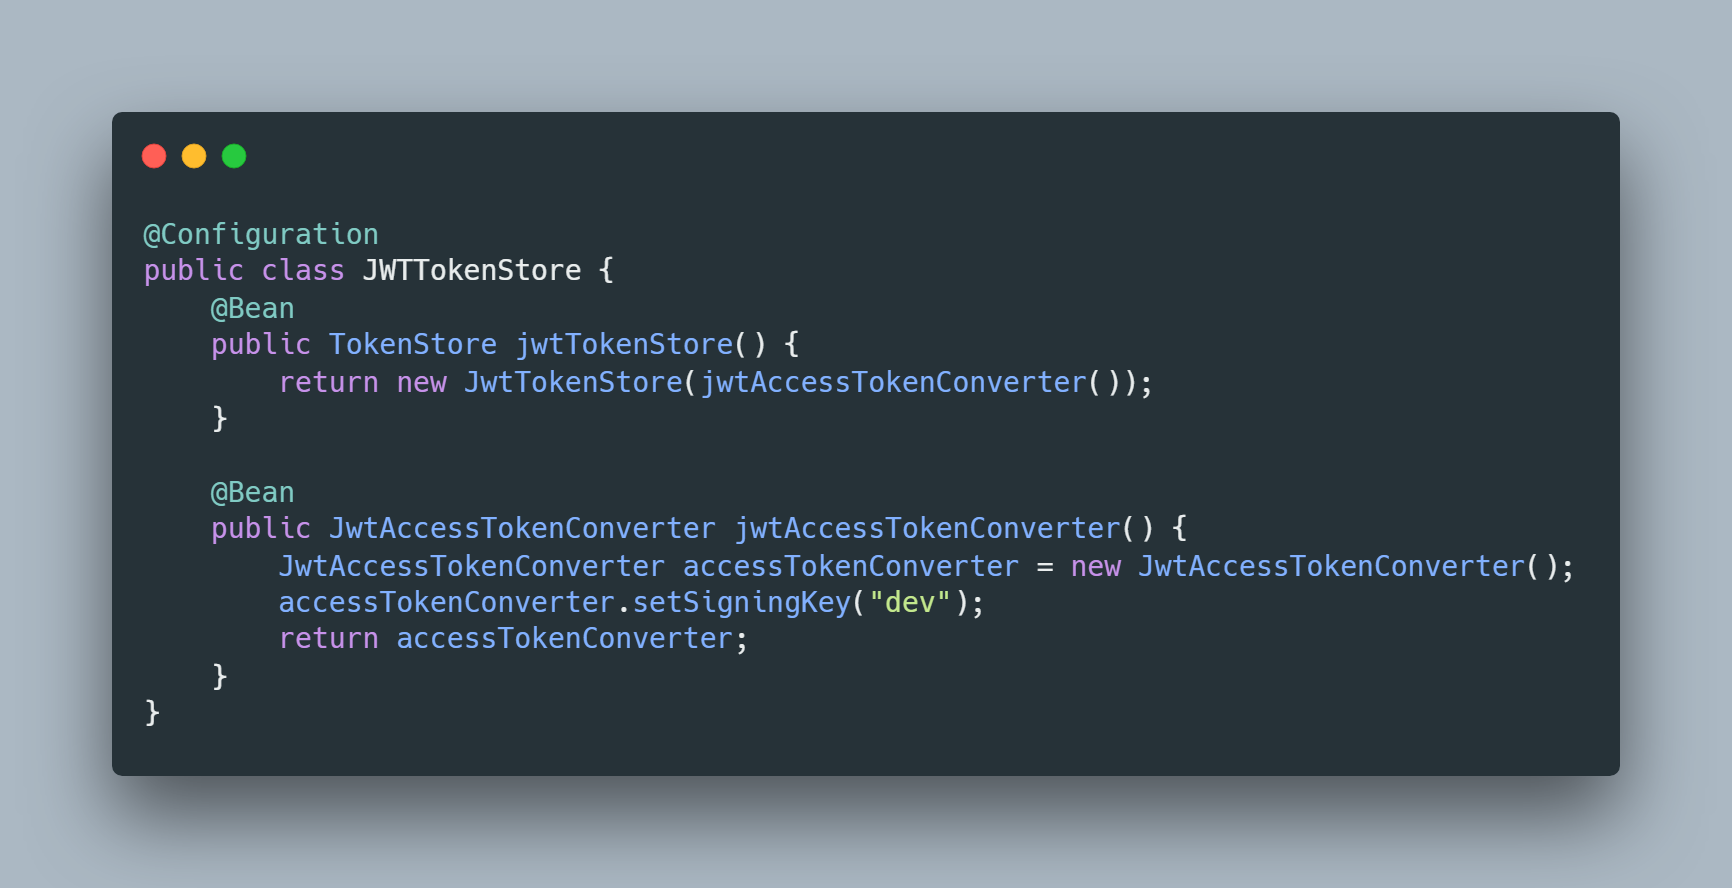 @Configuration
public class JWTTokenStore {
    @Bean
    public TokenStore jwtTokenStore() {
        return new JwtTokenStore(jwtAccessTokenConverter());
    }

    @Bean
    public JwtAccessTokenConverter jwtAccessTokenConverter() {
        JwtAccessTokenConverter accessTokenConverter = new JwtAccessTokenConverter();
        accessTokenConverter.setSigningKey("dev");
        return accessTokenConverter;
    }
}